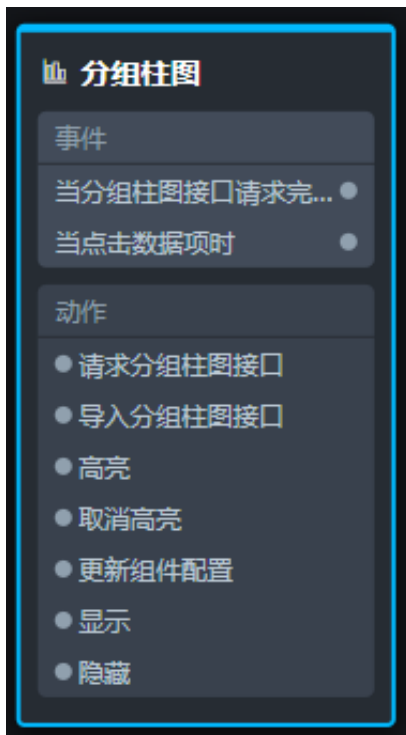 分组柱图
事件
当分组柱图接口请求完...
当点击数据项时
动作
请求分组柱图接口
导入分组柱图接口
高亮
取消高亮
更新组件配置
显示
隐藏